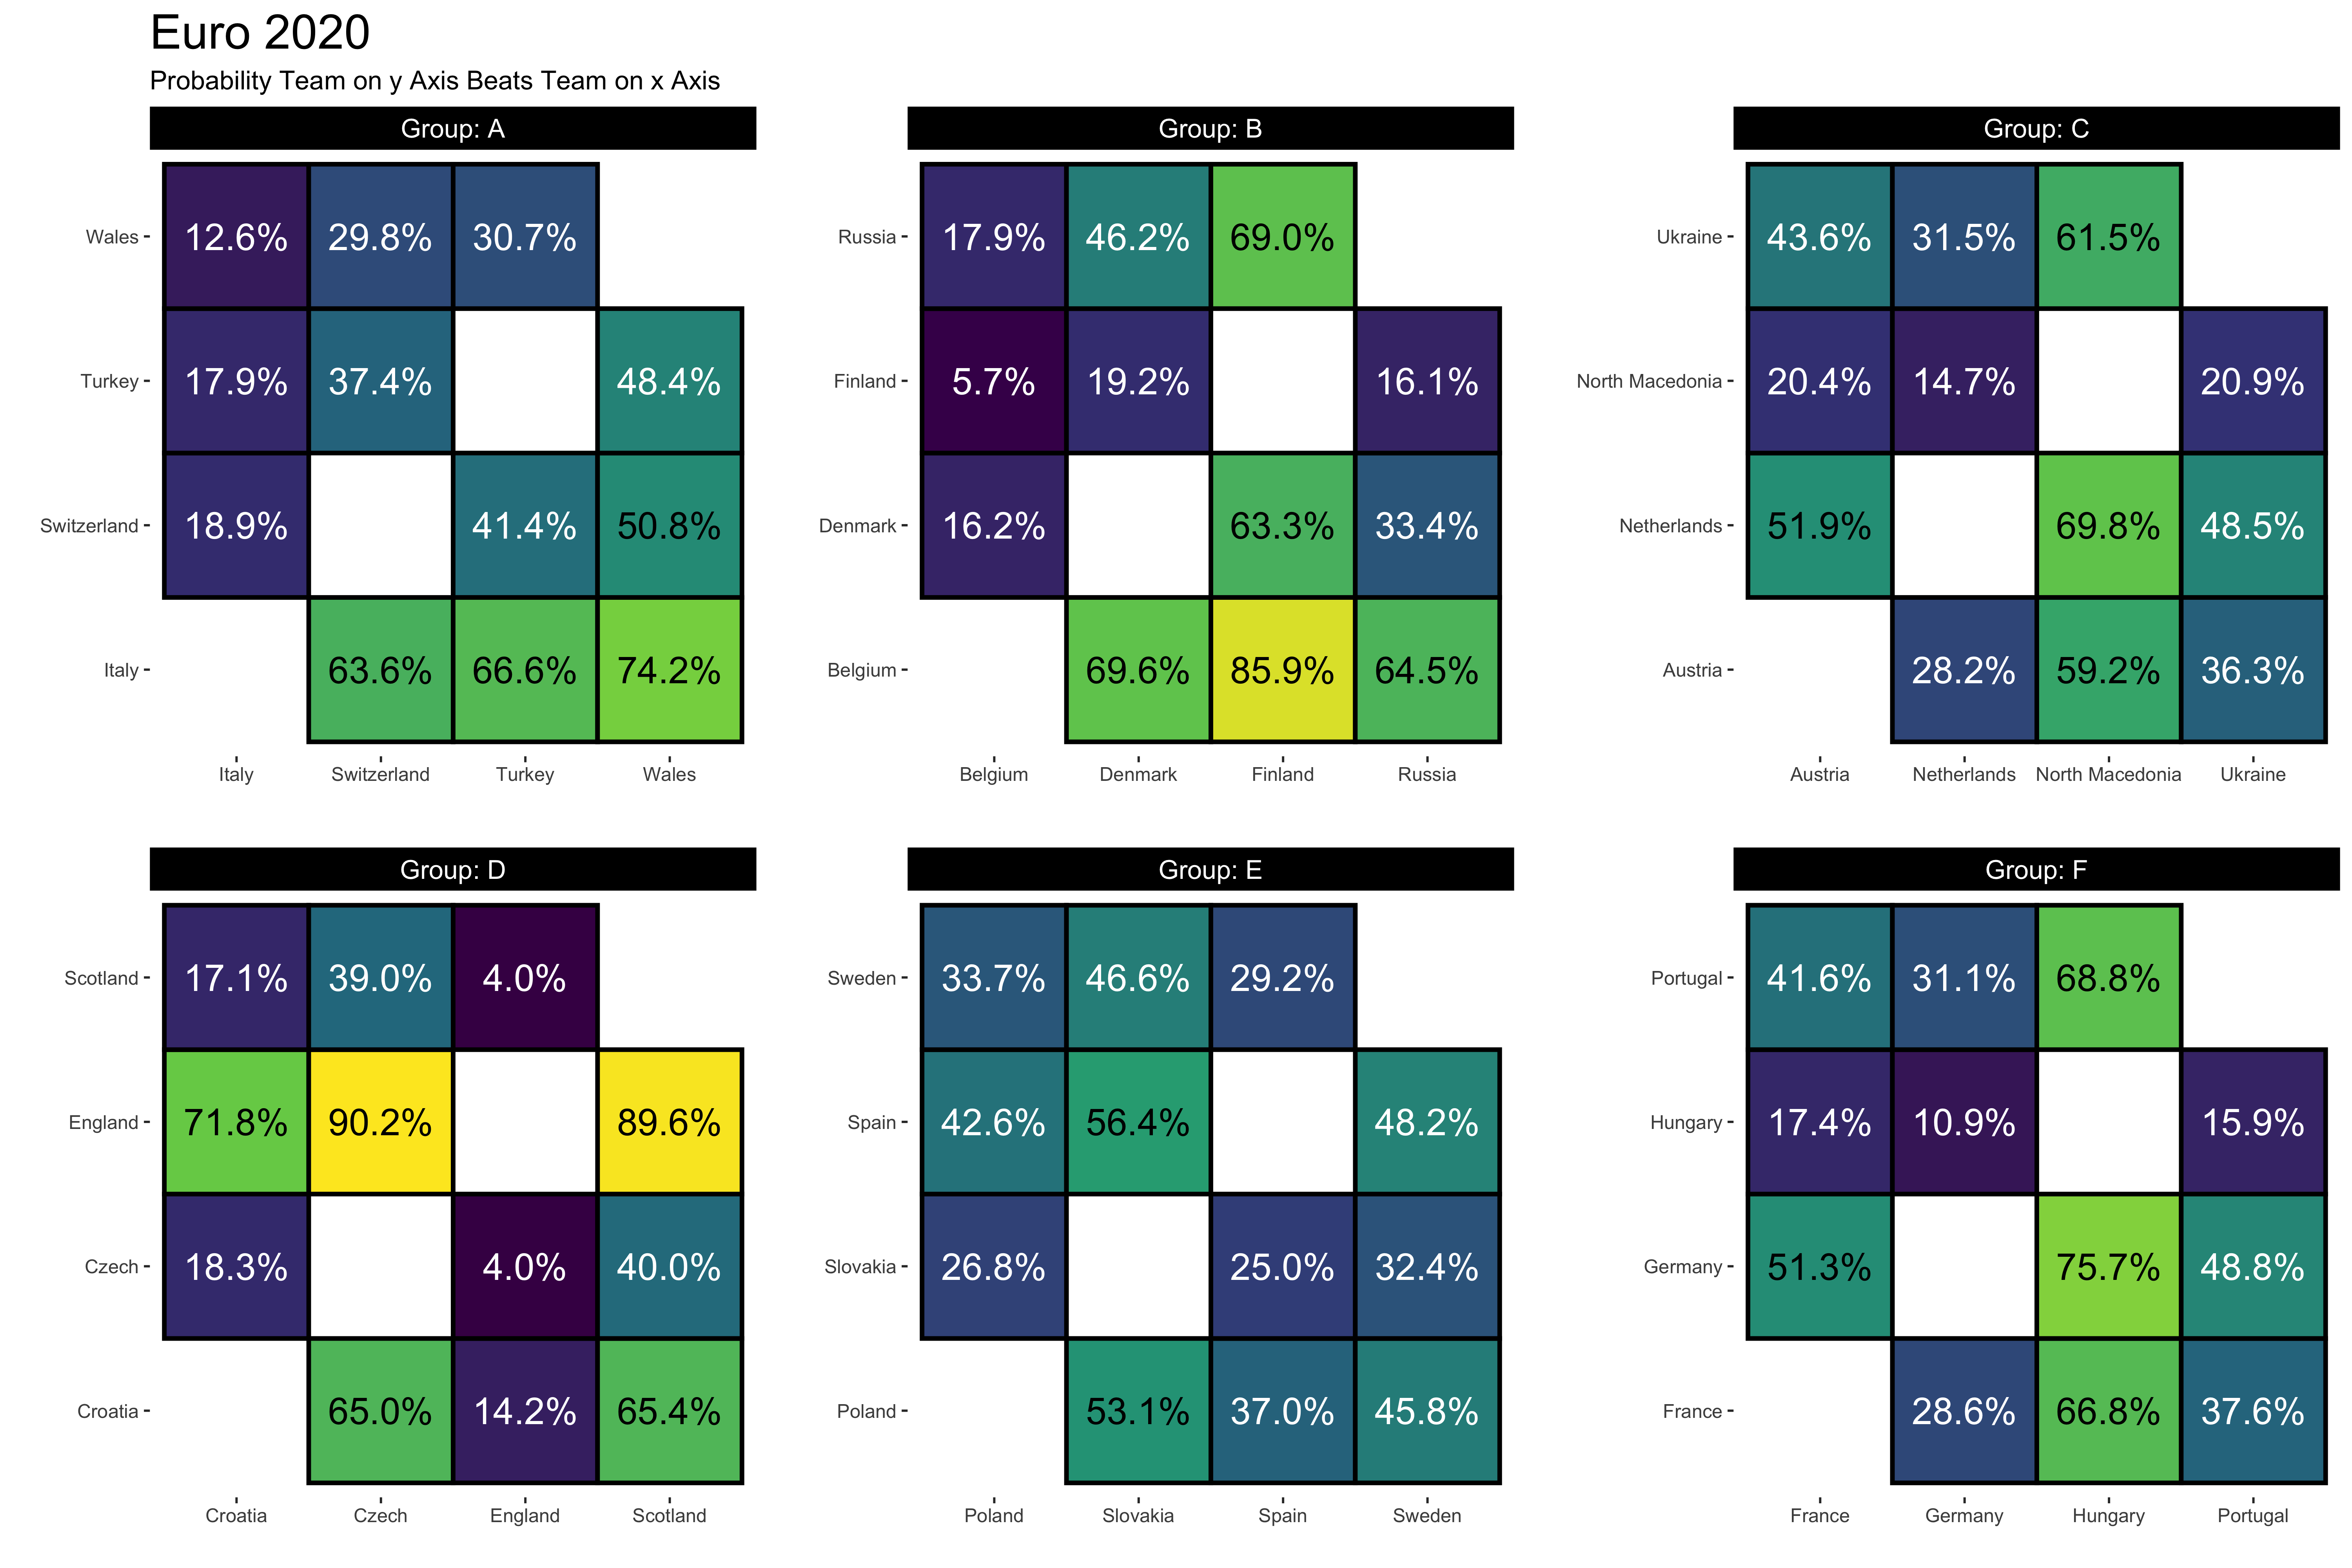 Euro 2020
Probability Team on y Axis Beats Team on x Axis
Group: A
Wales 12.6% 29.8% 30.7%
Turkey 17.9% 37.4% 48.4%
Switzerland 18.9% 41.4% 50.8%
Italy 63.6% 66.6% 74.2%
Italy Switzerland Turkey Wales
Group: B
Russia 17.9% 46.2% 69.0%
Finland 5.7% 19.2% 16.1%
Denmark 16.2% 63.3% 33.4%
Belgium 69.6% 85.9% 64.5%
Belgium Denmark Finland Russia
Group: C
Ukraine 43.6% 31.5% 61.5%
North Macedonia 20.4% 14.7% 20.9%
Netherlands 51.9% 69.8% 48.5%
Austria 28.2% 59.2% 36.3%
Austria Netherlands North Macedonia Ukraine
Group: D
Scotland 17.1% 39.0% 4.0%
England 71.8% 90.2% 89.6%
Czech 18.3% 4.0% 40.0%
Croatia 65.0% 14.2% 65.4%
Croatia Czech England Scotland
Group: E
Sweden 33.7% 46.6% 29.2%
Spain 42.6% 56.4% 48.2%
Slovakia 26.8% 25.0% 32.4%
Poland 53.1% 37.0% 45.8%
Poland Slovakia Spain Sweden
Group: F
Portugal 41.6% 31.1% 68.8%
Hungary 17.4% 10.9% 15.9%
Germany 51.3% 75.7% 48.8%
France 28.6% 66.8% 37.6%
France Germany Hungary Portugal